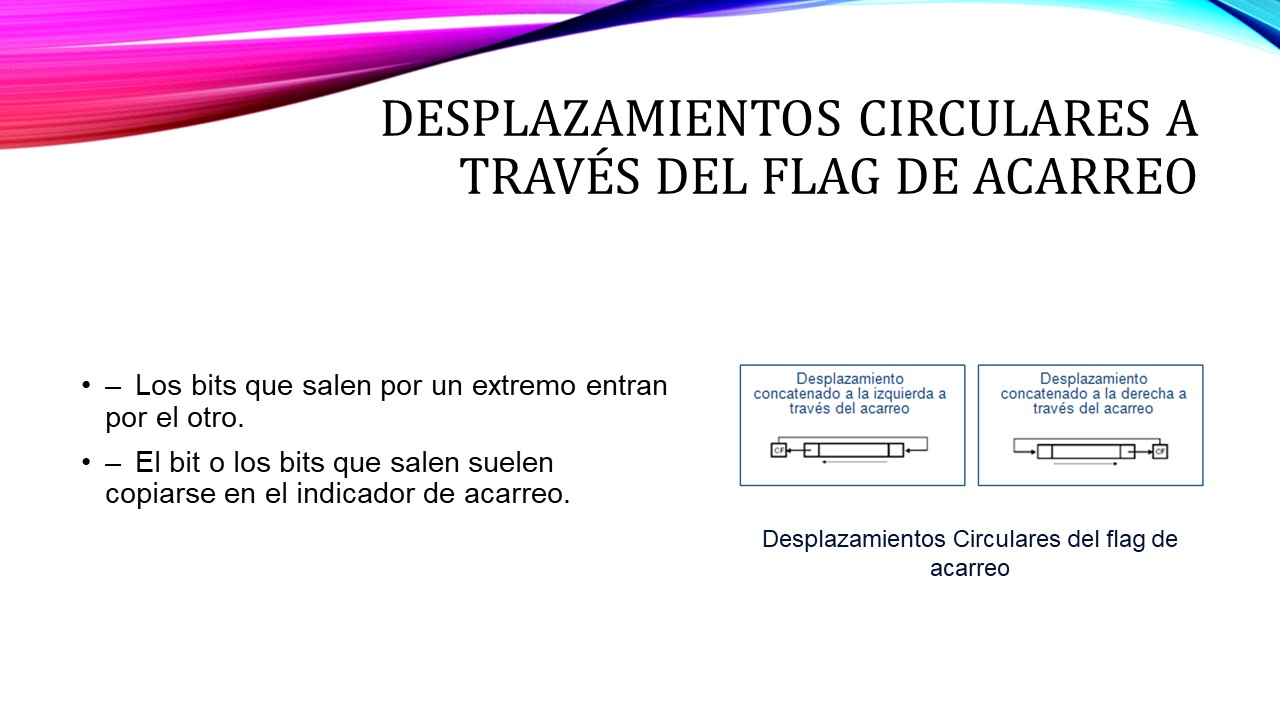 DESPLAZAMIENTOS CIRCULARES A
TRAVÉS DEL FLAG DE ACARREO
• – Los bits que salen por un extremo entran
por el otro.
• – El bit o los bits que salen suelen
copiarse en el indicador de acarreo.
Desplazamiento
concatenado a la izquierda a
través del acarreo
CF
Desplazamiento
concatenado a la derecha a
través del acarreo
CF
Desplazamientos Circulares del flag de
acarreo